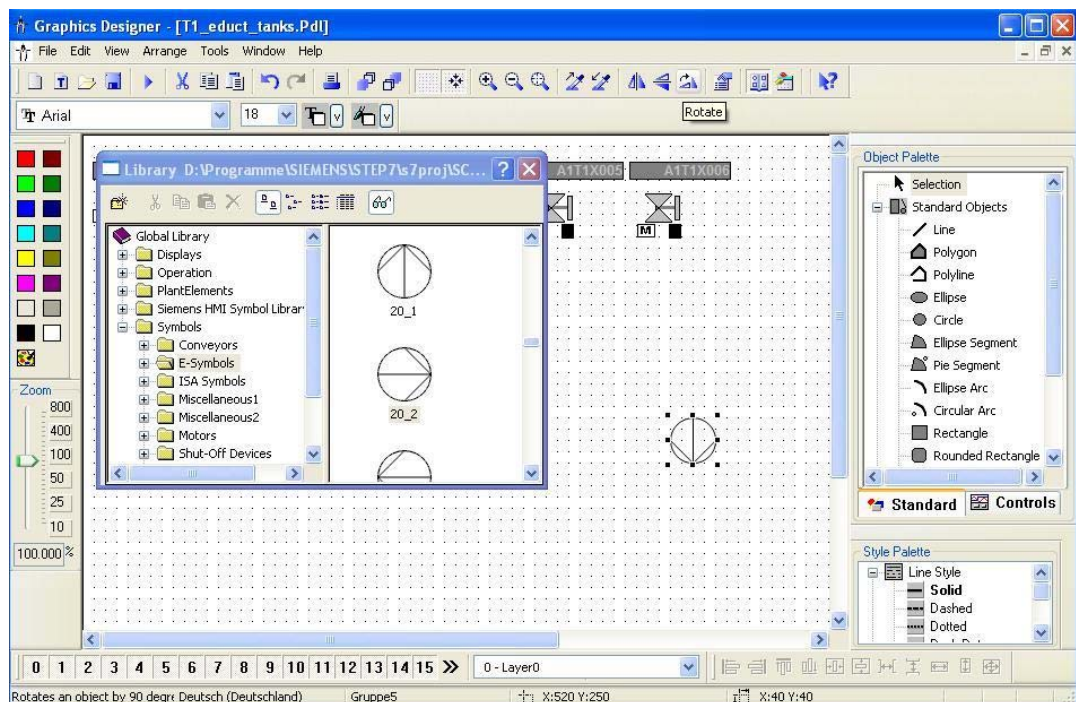 Graphics Designer - [T1_educt_tanks.Pdl]
File Edit View Arrange Tools Window Help
Arial
18
Rotate
Library D:\Programme\SIEMENS\STEP7\s7proj\SC...
A1T1X005
A1T1X006
M
Global Library
Displays
Operation
PlantElements
Siemens HMI Symbol Librar
Symbols
Conveyors
E-Symbols
ISA Symbols
Miscellaneous1
Miscellaneous2
Motors
Shut-Off Devices
20_1
20_2
Zoom
800
400
100
50
25
10
100.000 %
Object Palette
Selection
Standard Objects
Line
Polygon
Polyline
Ellipse
Circle
Ellipse Segment
Pie Segment
Ellipse Arc
Circular Arc
Rectangle
Rounded Rectangle
Standard Controls
Style Palette
Line Style
Solid
Dashed
Dotted
0 1 2 3 4 5 6 7 8 9 10 11 12 13 14 15
0 - Layer0
Rotates an object by 90 degre Deutsch (Deutschland) Gruppe5 X:520 Y:250 X:40 Y:40